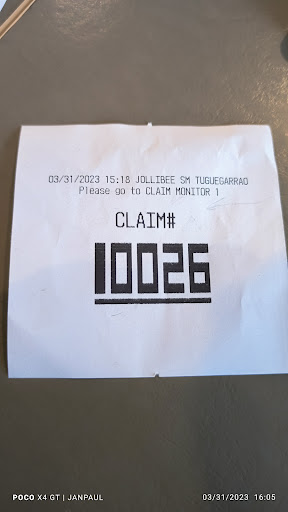 03/31/2023 15:18 JOLLIBEE SM TUGUEGARRAO
Please go to CLAIM MONITOR 1
CLAIM#
10026
POCO X4 GT | JANPAUL
03/31/2023 16:05